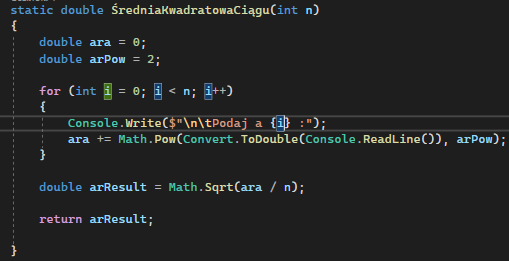 static double ŚredniaKwadratowaCiągu(int n)
{
double ara = 0;
double arPow = 2;
for (int i = 0; i < n; i++)
{
Console.Write($"\n\tPodaj a {i} :");
ara += Math.Pow(Convert.ToDouble(Console.ReadLine()), arPow);
}
double arResult = Math.Sqrt(ara / n);
return arResult;
}